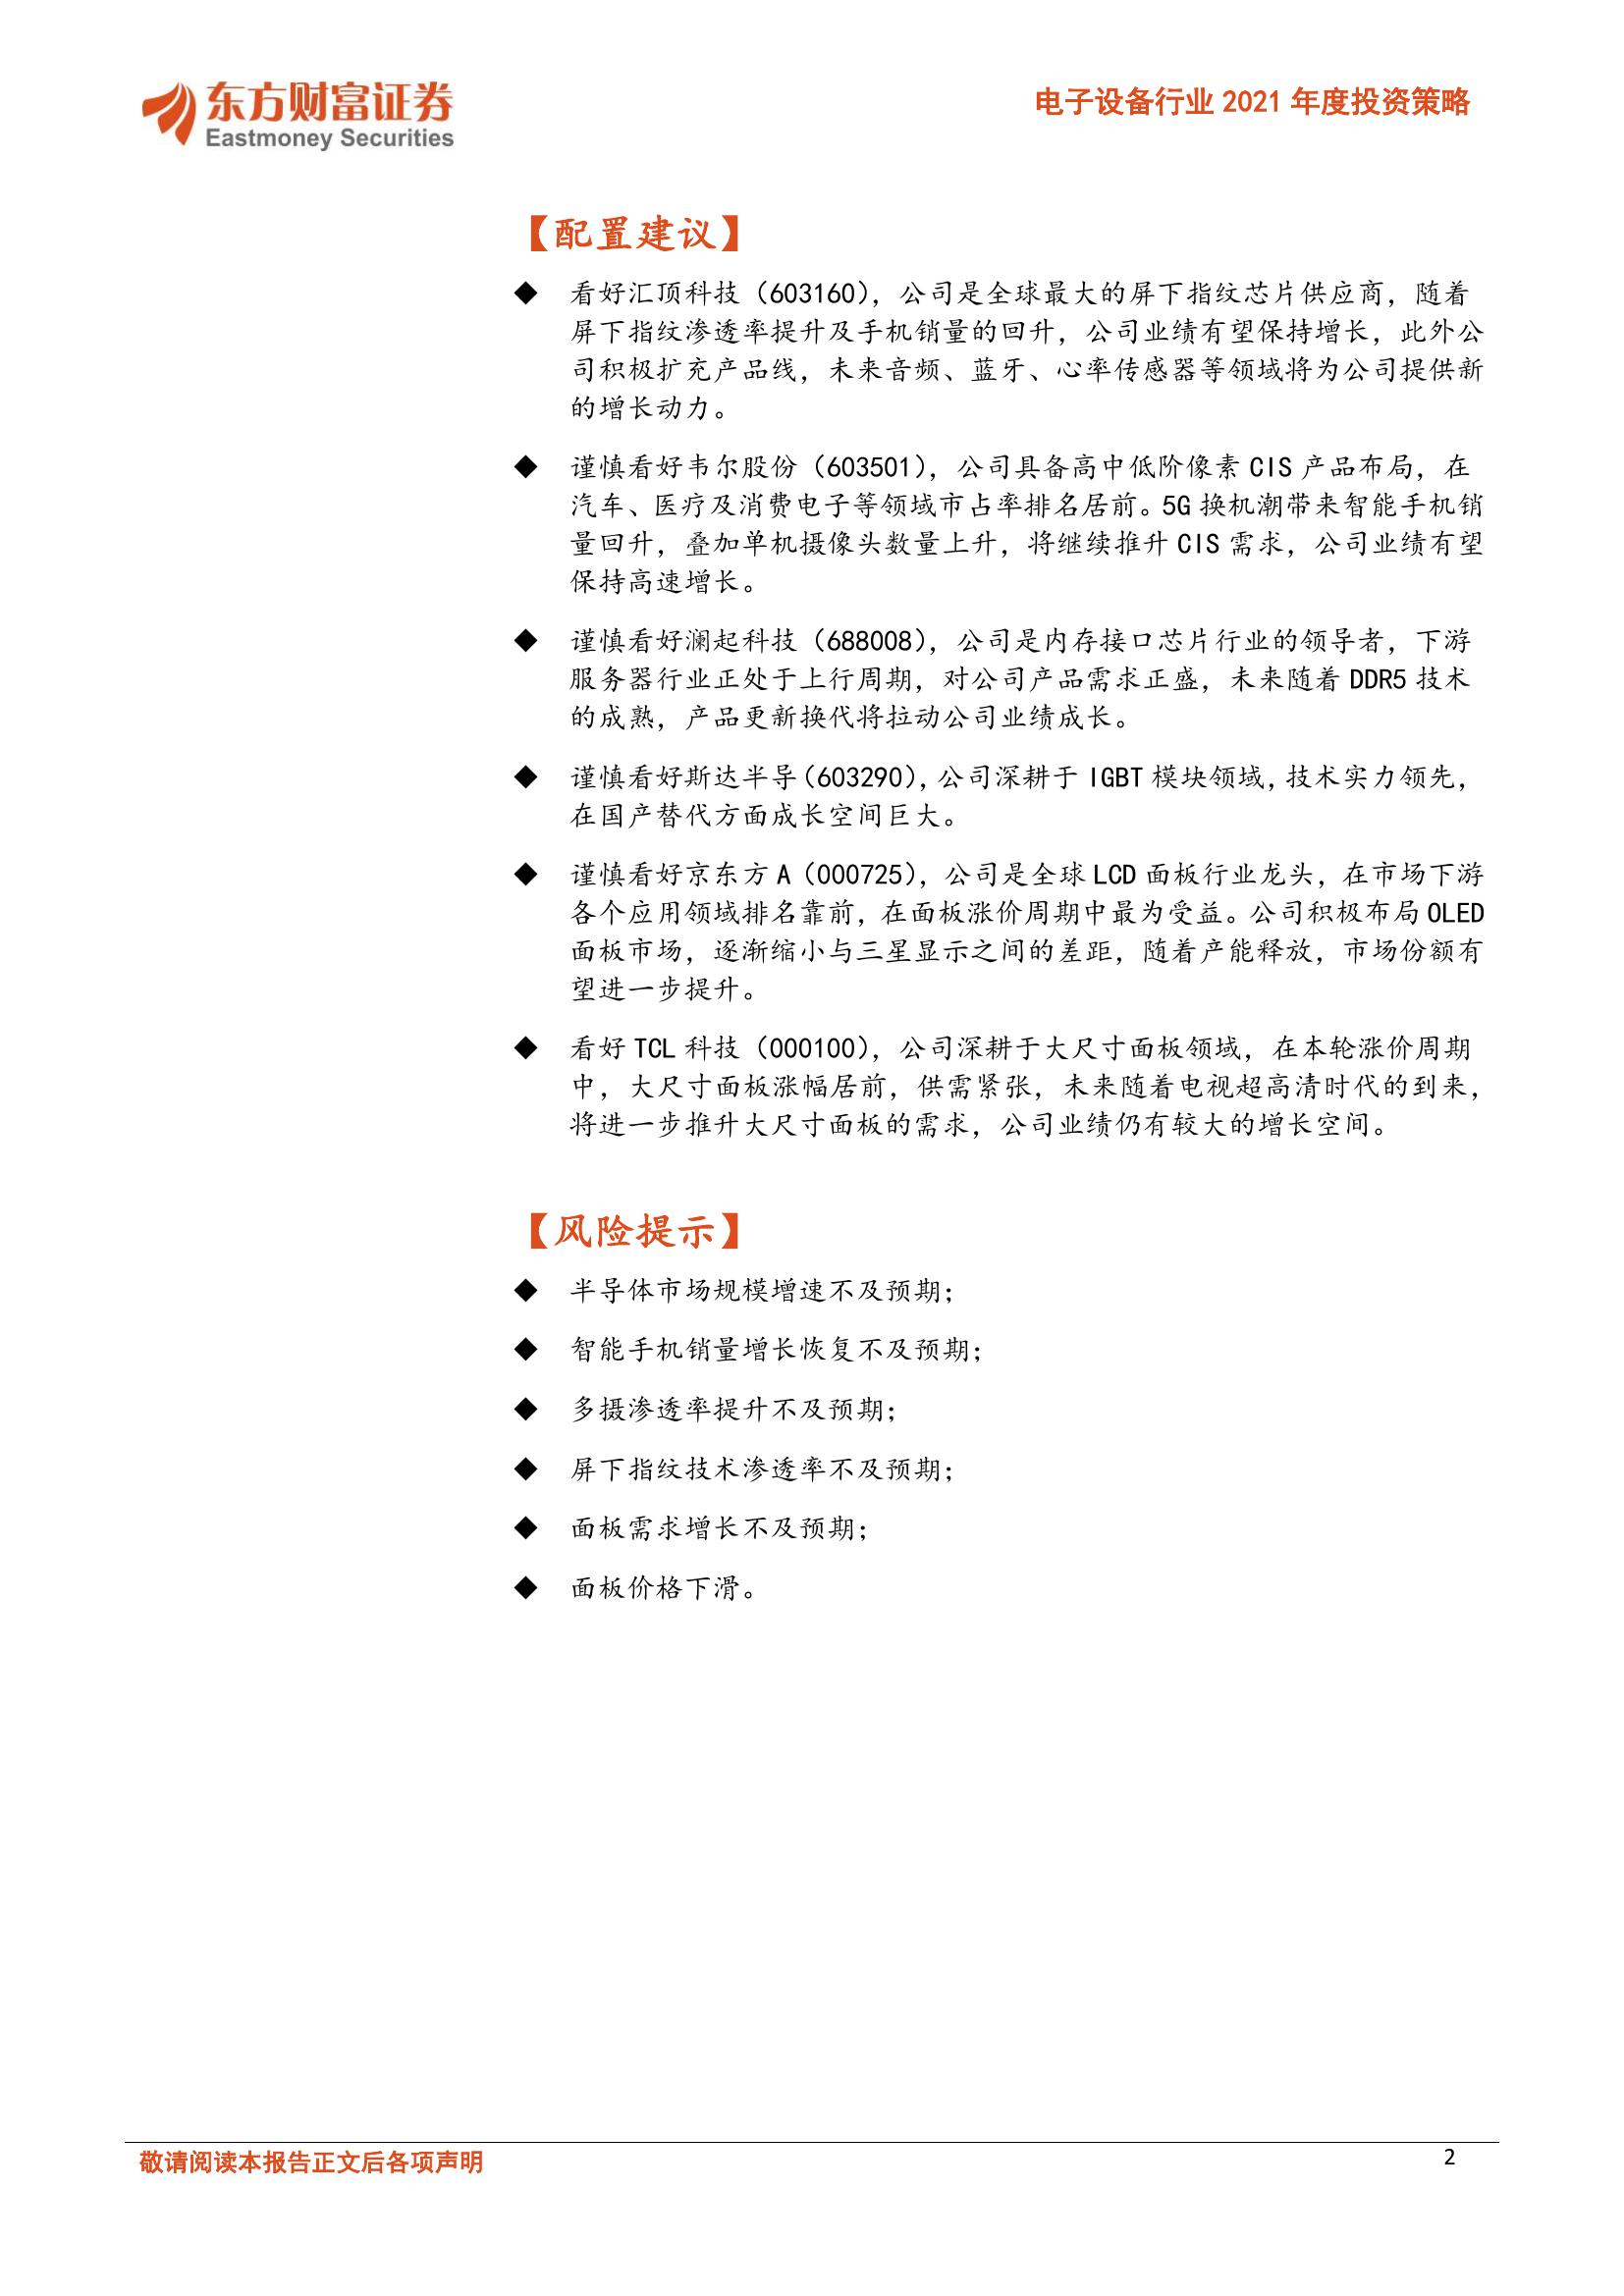 东方财富证券
Eastmoney Securities
电子设备行业 2021 年度投资策略
【配置建议】
◆ 看好汇顶科技（603160），公司是全球最大的屏下指纹芯片供应商，随着
屏下指纹渗透率提升及手机销量的回升，公司业绩有望保持增长，此外公
司积极扩充产品线，未来音频、蓝牙、心率传感器等领域将为公司提供新
的增长动力。
◆ 谨慎看好韦尔股份（603501），公司具备高中低阶像素 CIS 产品布局，在
汽车、医疗及消费电子等领域市占率排名居前。5G 换机潮带来智能手机销
量回升，叠加单机摄像头数量上升，将继续推升 CIS 需求，公司业绩有望
保持高速增长。
◆ 谨慎看好澜起科技（688008），公司是内存接口芯片行业的领导者，下游
服务器行业正处于上行周期，对公司产品需求正盛，未来随着 DDR5 技术
的成熟，产品更新换代将拉动公司业绩成长。
◆ 谨慎看好斯达半导（603290），公司深耕于 IGBT 模块领域，技术实力领先，
在国产替代方面成长空间巨大。
◆ 谨慎看好京东方 A（000725），公司是全球 LCD 面板行业龙头，在市场下游
各个应用领域排名靠前，在面板涨价周期中最为受益。公司积极布局 OLED
面板市场，逐渐缩小与三星显示之间的差距，随着产能释放，市场份额有
望进一步提升。
◆ 看好 TCL 科技（000100），公司深耕于大尺寸面板领域，在本轮涨价周期
中，大尺寸面板涨幅居前，供需紧张，未来随着电视超高清时代的到来，
将进一步推升大尺寸面板的需求，公司业绩仍有较大的增长空间。
【风险提示】
◆ 半导体市场规模增速不及预期；
◆ 智能手机销量增长恢复不及预期；
◆ 多摄渗透率提升不及预期；
◆ 屏下指纹技术渗透率不及预期；
◆ 面板需求增长不及预期；
◆ 面板价格下滑。
敬请阅读本报告正文后各项声明
2